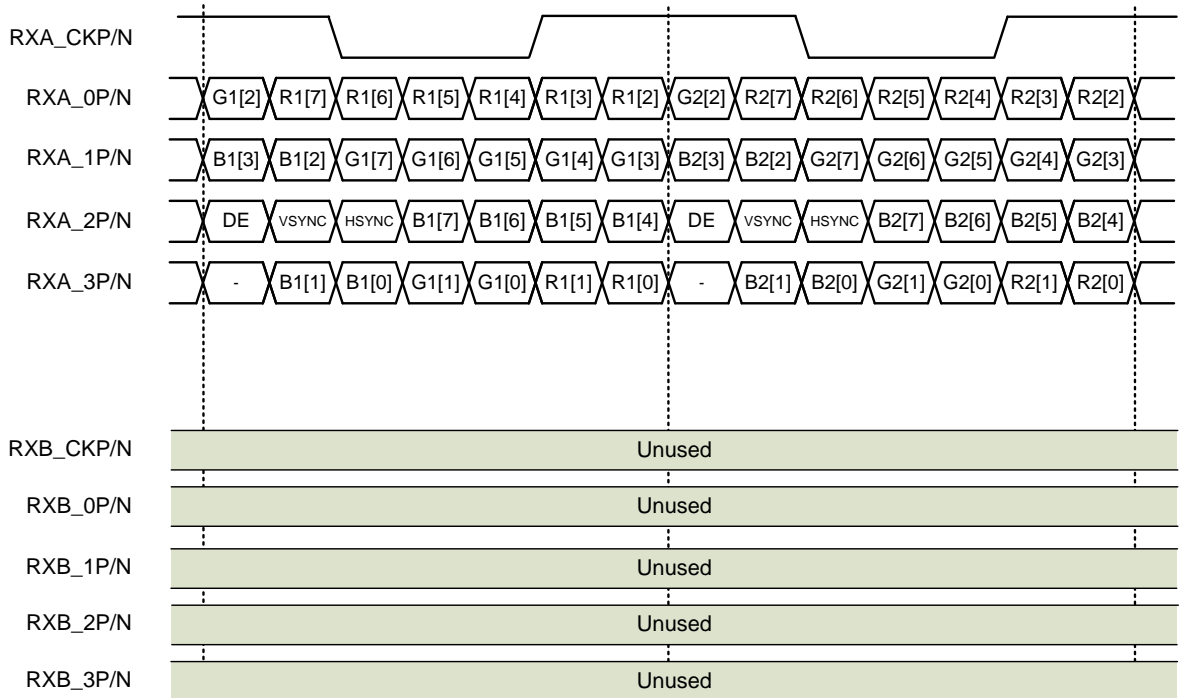 RXA_CKP/N
RXA_0P/N G1[2] R1[7] R1[6] R1[5] R1[4] R1[3] R1[2] G2[2] R2[7] R2[6] R2[5] R2[4] R2[3] R2[2]
RXA_1P/N B1[3] B1[2] G1[7] G1[6] G1[5] G1[4] G1[3] B2[3] B2[2] G2[7] G2[6] G2[5] G2[4] G2[3]
RXA_2P/N DE VSYNC HSYNC B1[7] B1[6] B1[5] B1[4] DE VSYNC HSYNC B2[7] B2[6] B2[5] B2[4]
RXA_3P/N - B1[1] B1[0] G1[1] G1[0] R1[1] R1[0] - B2[1] B2[0] G2[1] G2[0] R2[1] R2[0]
RXB_CKP/N Unused
RXB_0P/N Unused
RXB_1P/N Unused
RXB_2P/N Unused
RXB_3P/N Unused